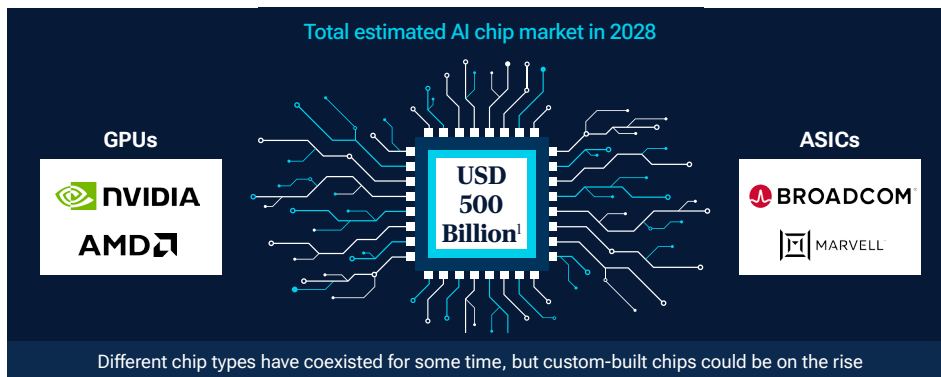 Total estimated AI chip market in 2028
GPUs
NVIDIA
AMD
USD
500
Billion¹
ASICs
BROADCOM®
MARVELL™
Different chip types have coexisted for some time, but custom-built chips could be on the rise